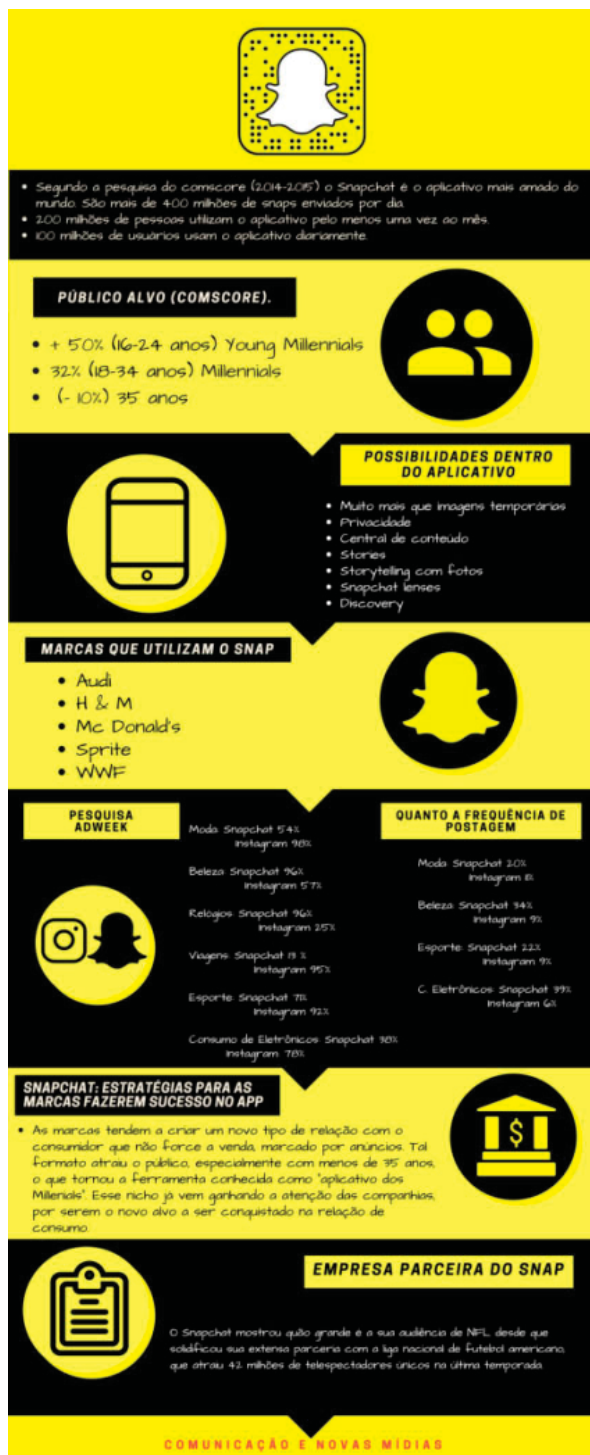 • Segundo a pesquisa do comscore (2014-2015) o Snapchat é o aplicativo mais amado do
mundo. São mais de 400 milhões de snaps enviados por dia.
• 200 milhões de pessoas utilizam o aplicativo pelo menos uma vez ao mês.
• 100 milhões de usuários usam o aplicativo diariamente.
PÚBLICO ALVO (COMSCORE).
• + 50% (16-24 anos) Young Millennials
• 32% (18-34 anos) Millennials
• (- 10%) 35 anos
POSSIBILIDADES DENTRO
DO APLICATIVO
• Muito mais que imagens temporárias
• Privacidade
• Central de conteúdo
• Stories
• Storytelling com fotos
• Snapchat lenses
• Discovery
MARCAS QUE UTILIZAM O SNAP
• Audi
• H & M
• Mc Donald's
• Sprite
• WWF
PESQUISA
ADWEEK
Moda: Snapchat 54%
Instagram 98%
Beleza: Snapchat 96%
Instagram 57%
Relógios: Snapchat 96%
Instagram 25%
Viagens: Snapchat 13 %
Instagram 95%
Esporte: Snapchat 71%
Instagram 92%
Consumo de Eletrônicos: Snapchat 38%
Instagram: 78%
QUANTO A FREQUÊNCIA DE
POSTAGEM
Moda: Snapchat 20%
Instagram 11%
Beleza: Snapchat 34%
Instagram 9%
Esporte: Snapchat 22%
Instagram 9%
C. Eletrônicos: Snapchat 39%
Instagram 6%
SNAPCHAT: ESTRATÉGIAS PARA AS
MARCAS FAZEREM SUCESSO NO APP
• As marcas tendem a criar um novo tipo de relação com o
consumidor que não force a venda, marcado por anúncios. Tal
formato atraiu o público, especialmente com menos de 35 anos,
o que tornou a ferramenta conhecida como "aplicativo dos
Millenials". Esse nicho já vem ganhando a atenção das companhias,
por serem o novo alvo a ser conquistado na relação de
consumo.
$
EMPRESA PARCEIRA DO SNAP
O Snapchat mostrou quão grande é a sua audiência de NFL desde que
solidificou sua extensa parceria com a liga nacional de futebol americano,
que atraiu 42 milhões de telespectadores únicos na última temporada.
COMUNICAÇÃO E NOVAS MÍDIAS